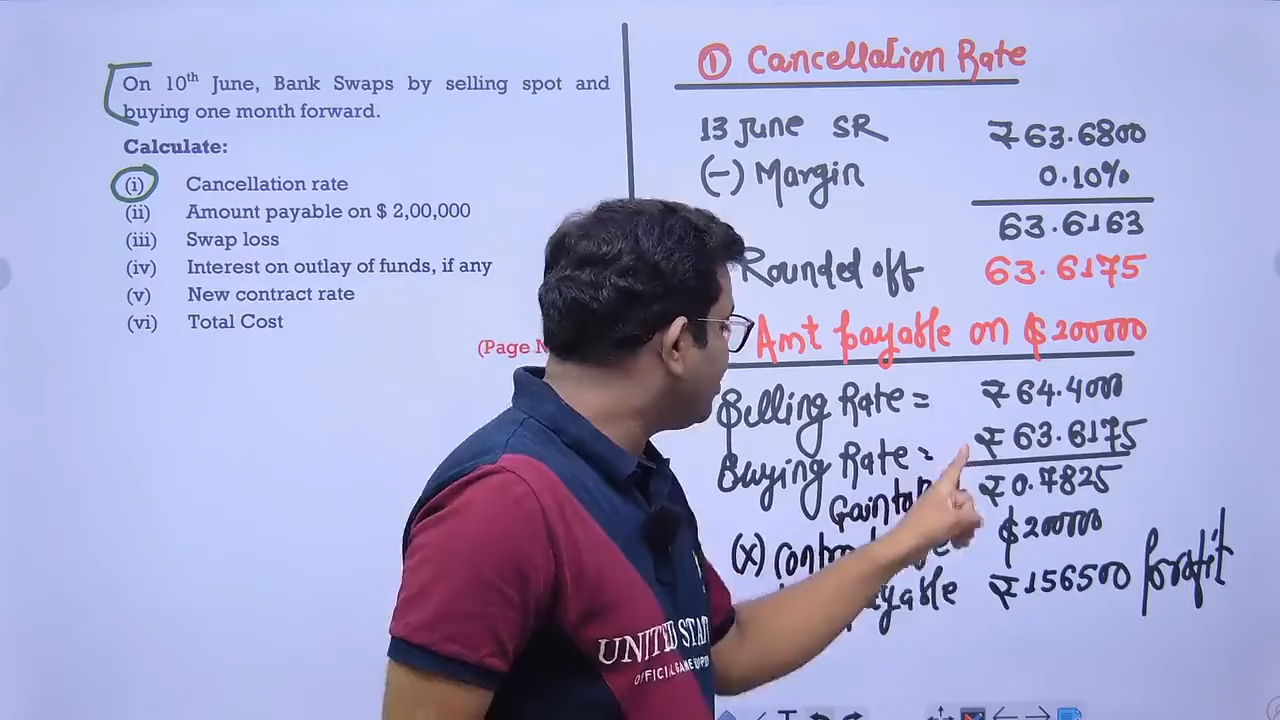 On 10th June, Bank Swaps by selling spot and
buying one month forward.
Calculate:
(i) Cancellation rate
(ii) Amount payable on $ 2,00,000
(iii) Swap loss
(iv) Interest on outlay of funds, if any
(v) New contract rate
(vi) Total Cost
(Page
① Cancellation Rate
13 June SR ₹63.6800
(-) Margin 0.10%
63.6163
Rounded off 63.6175
Amt payable on $200000
Selling Rate = ₹64.4000
Buying Rate = ₹63.6175
Gain ₹0.7825
(x) $200000
₹156500 profit
UNITED STA
OFFICIAL GAME